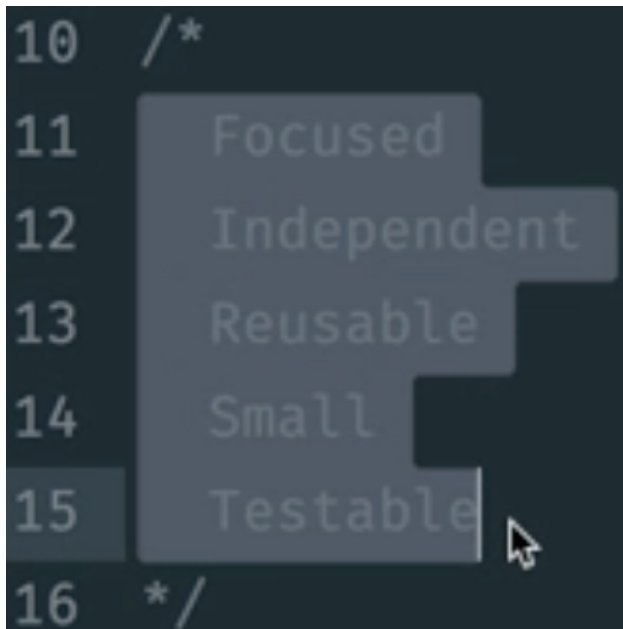 10 /*
11 Focused
12 Independent
13 Reusable
14 Small
15 Testable
16 */